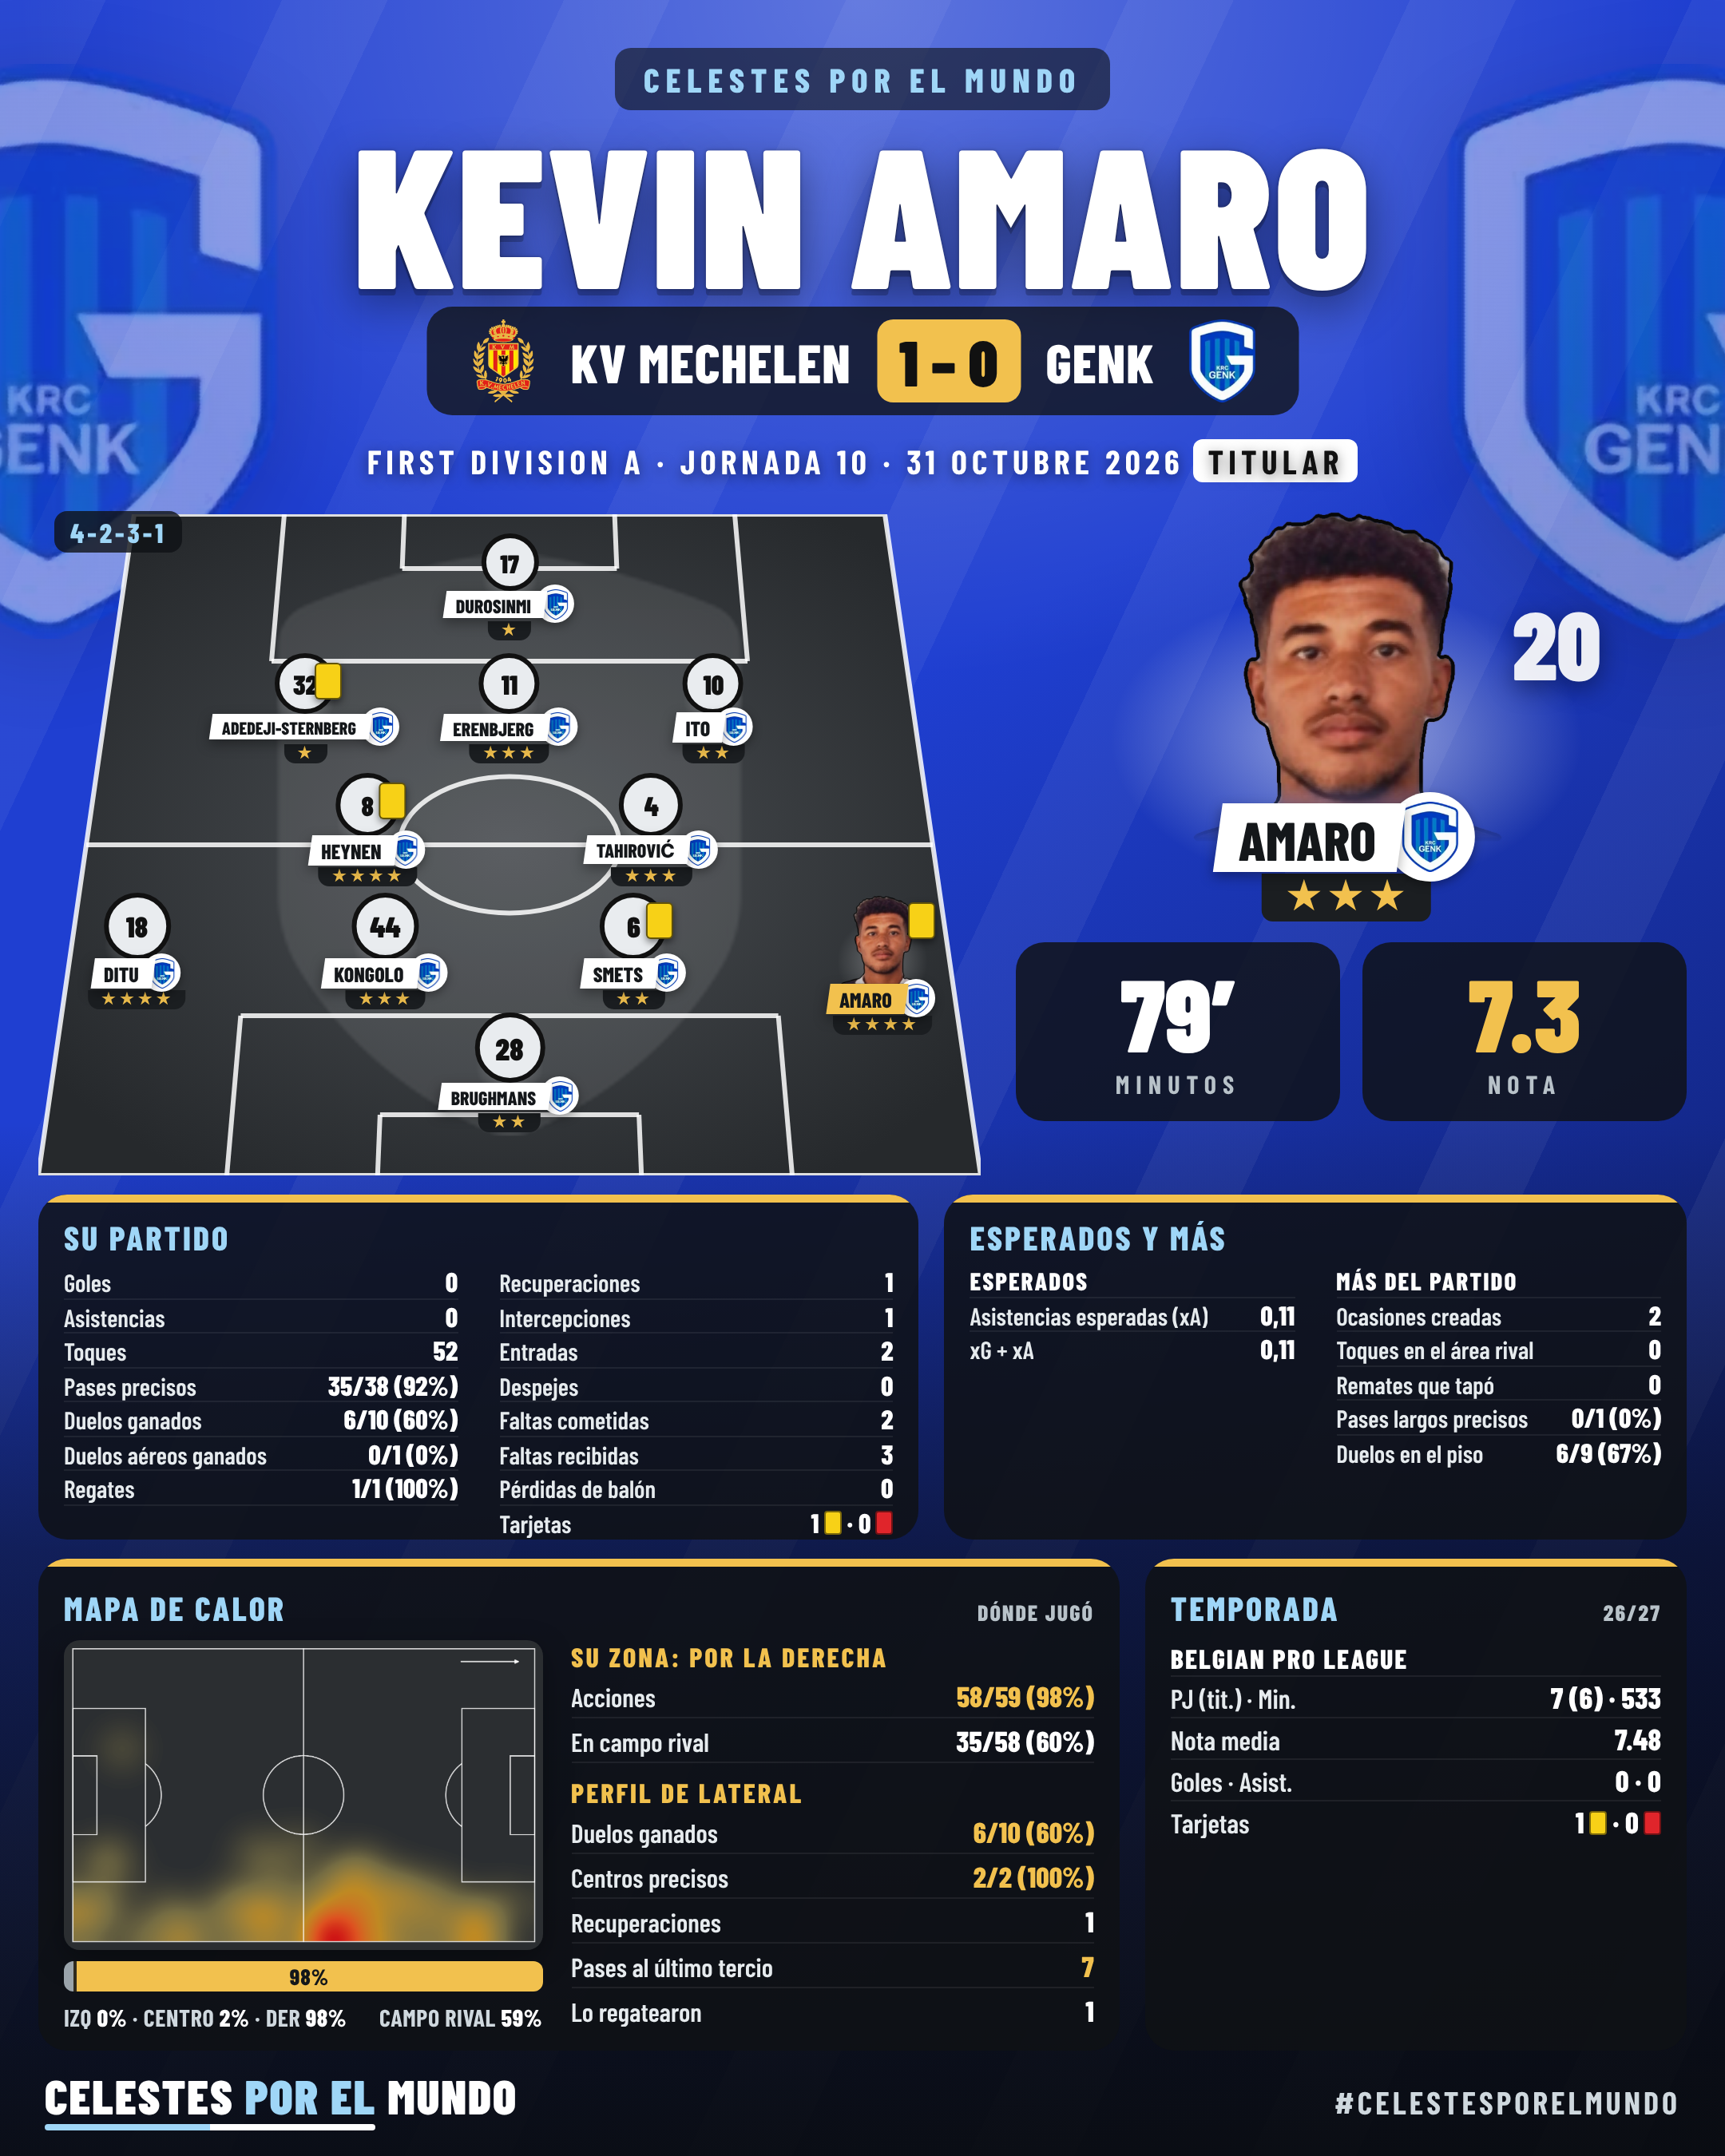 CELESTES POR EL MUNDO
KEVIN AMARO
KV MECHELEN 1-0 GENK
KRC GENK
FIRST DIVISION A · JORNADA 10 · 31 OCTUBRE 2026 TITULAR
4-2-3-1
17
DUROSINMI
32
ADEDEJI-STERNBERG
11
ERENBJERG
10
ITO
8
HEYNEN
4
TAHIROVIĆ
18
DITU
44
KONGOLO
6
SMETS
AMARO
28
BRUGHMANS
20
AMARO
79’
MINUTOS
7.3
NOTA
SU PARTIDO
Goles 0
Asistencias 0
Toques 52
Pases precisos 35/38 (92%)
Duelos ganados 6/10 (60%)
Duelos aéreos ganados 0/1 (0%)
Regates 1/1 (100%)
Recuperaciones 1
Intercepciones 1
Entradas 2
Despejes 0
Faltas cometidas 2
Faltas recibidas 3
Pérdidas de balón 0
Tarjetas 1 · 0
ESPERADOS Y MÁS
ESPERADOS
Asistencias esperadas (xA) 0,11
xG + xA 0,11
MÁS DEL PARTIDO
Ocasiones creadas 2
Toques en el área rival 0
Remates que tapó 0
Pases largos precisos 0/1 (0%)
Duelos en el piso 6/9 (67%)
MAPA DE CALOR
DÓNDE JUGÓ
98%
IZQ 0% · CENTRO 2% · DER 98% CAMPO RIVAL 59%
SU ZONA: POR LA DERECHA
Acciones 58/59 (98%)
En campo rival 35/58 (60%)
PERFIL DE LATERAL
Duelos ganados 6/10 (60%)
Centros precisos 2/2 (100%)
Recuperaciones 1
Pases al último tercio 7
Lo regatearon 1
TEMPORADA 26/27
BELGIAN PRO LEAGUE
PJ (tit.) · Min. 7 (6) · 533
Nota media 7.48
Goles · Asist. 0 · 0
Tarjetas 1 · 0
CELESTES POR EL MUNDO
#CELESTESPORELMUNDO